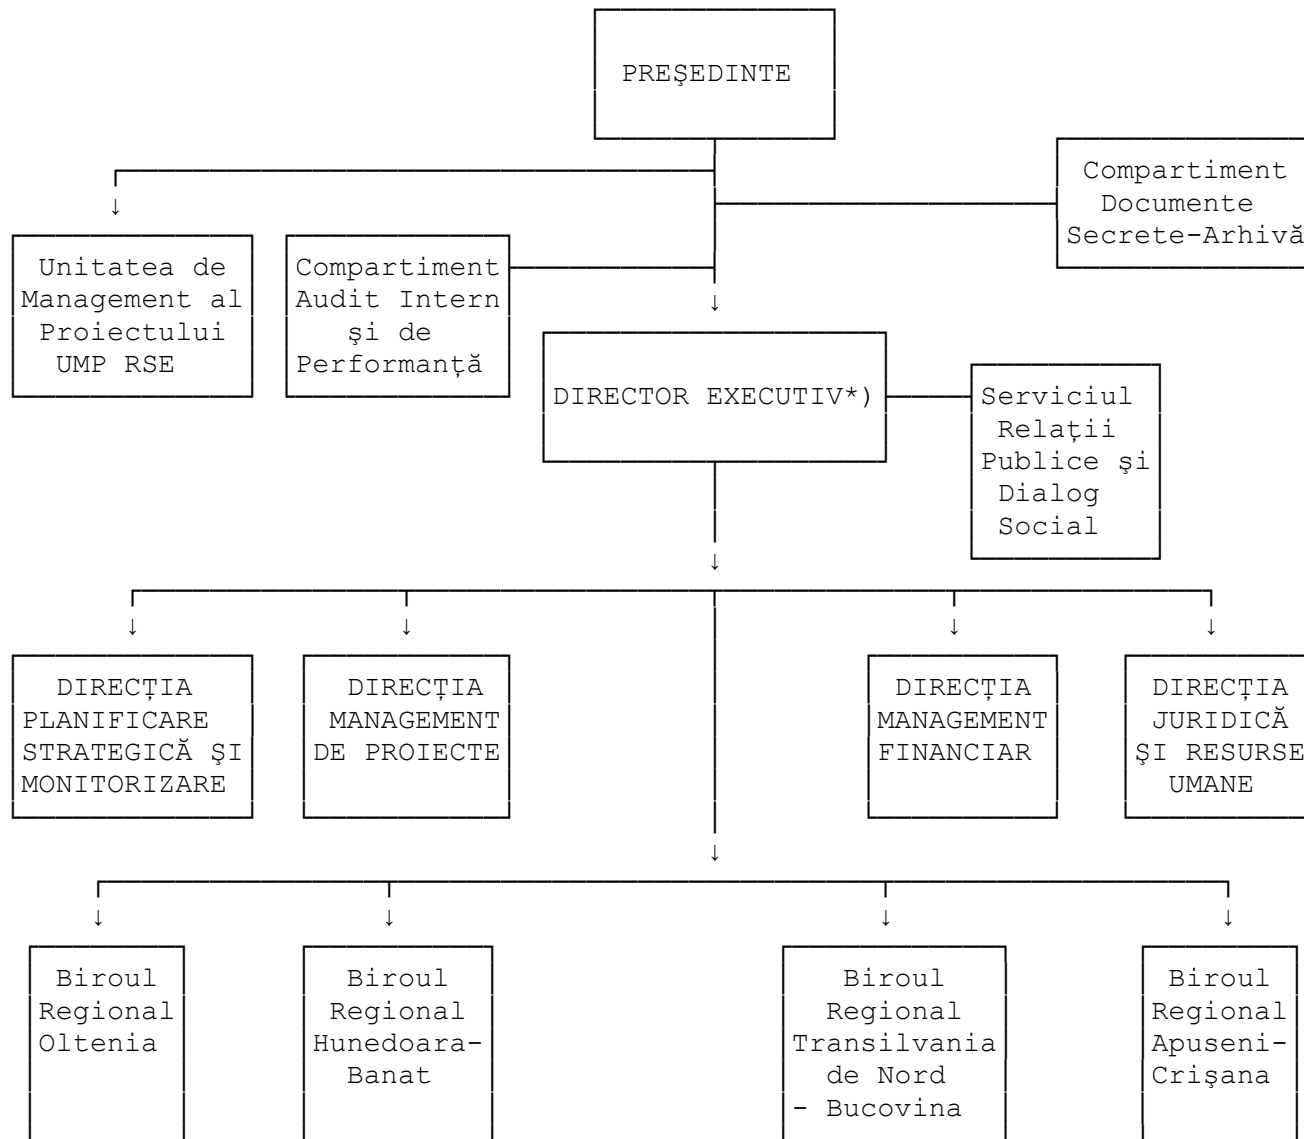 PREŞEDINTE
Compartiment
Documente
Secrete-Arhivă
Unitatea de
Management al
Proiectului
UMP RSE
Compartiment
Audit Intern
şi de
Performanţă
DIRECTOR EXECUTIV*)
Serviciul
Relaţii
Publice şi
Dialog
Social
DIRECŢIA
PLANIFICARE
STRATEGICĂ ŞI
MONITORIZARE
DIRECŢIA
MANAGEMENT
DE PROIECTE
DIRECŢIA
MANAGEMENT
FINANCIAR
DIRECŢIA
JURIDICĂ
ŞI RESURSE
UMANE
Biroul
Regional
Oltenia
Biroul
Regional
Hunedoara-
Banat
Biroul
Regional
Transilvania
de Nord
- Bucovina
Biroul
Regional
Apuseni-
Crişana